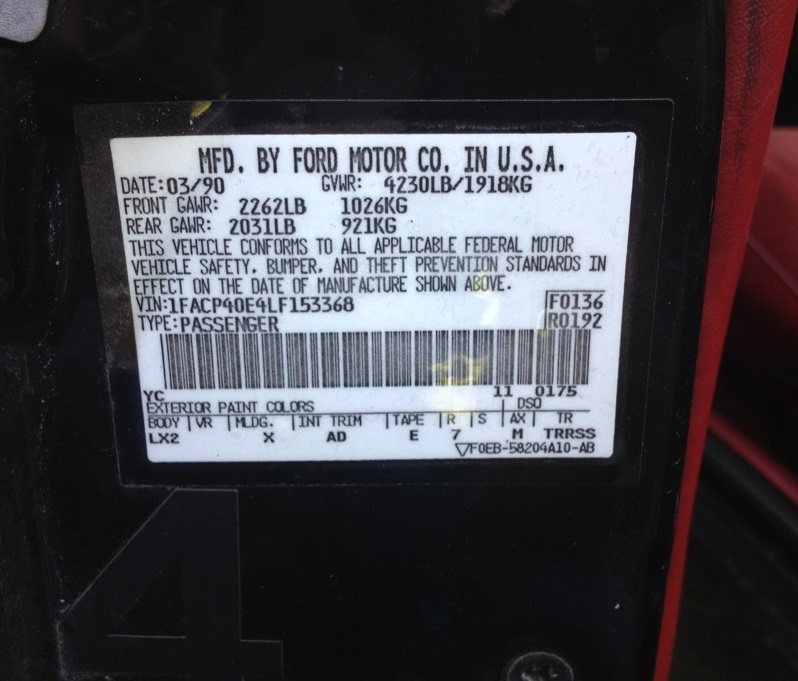 MFD. BY FORD MOTOR CO. IN U.S.A.
DATE:03/90 GVWR: 4230LB/1918KG
FRONT GAWR: 2262LB 1026KG
REAR GAWR: 2031LB 921KG
THIS VEHICLE CONFORMS TO ALL APPLICABLE FEDERAL MOTOR
VEHICLE SAFETY, BUMPER, AND THEFT PREVENTION STANDARDS IN
EFFECT ON THE DATE OF MANUFACTURE SHOWN ABOVE.
VIN:1FACP40E4LF153368 F0136
TYPE:PASSENGER R0192
YC 11 0175
EXTERIOR PAINT COLORS DSO
BODY VR MLDG. INT TRIM TAPE R S AX TR
LX2 X AD E 7 M TRRSS
▽F0EB-58204A10-AB
4